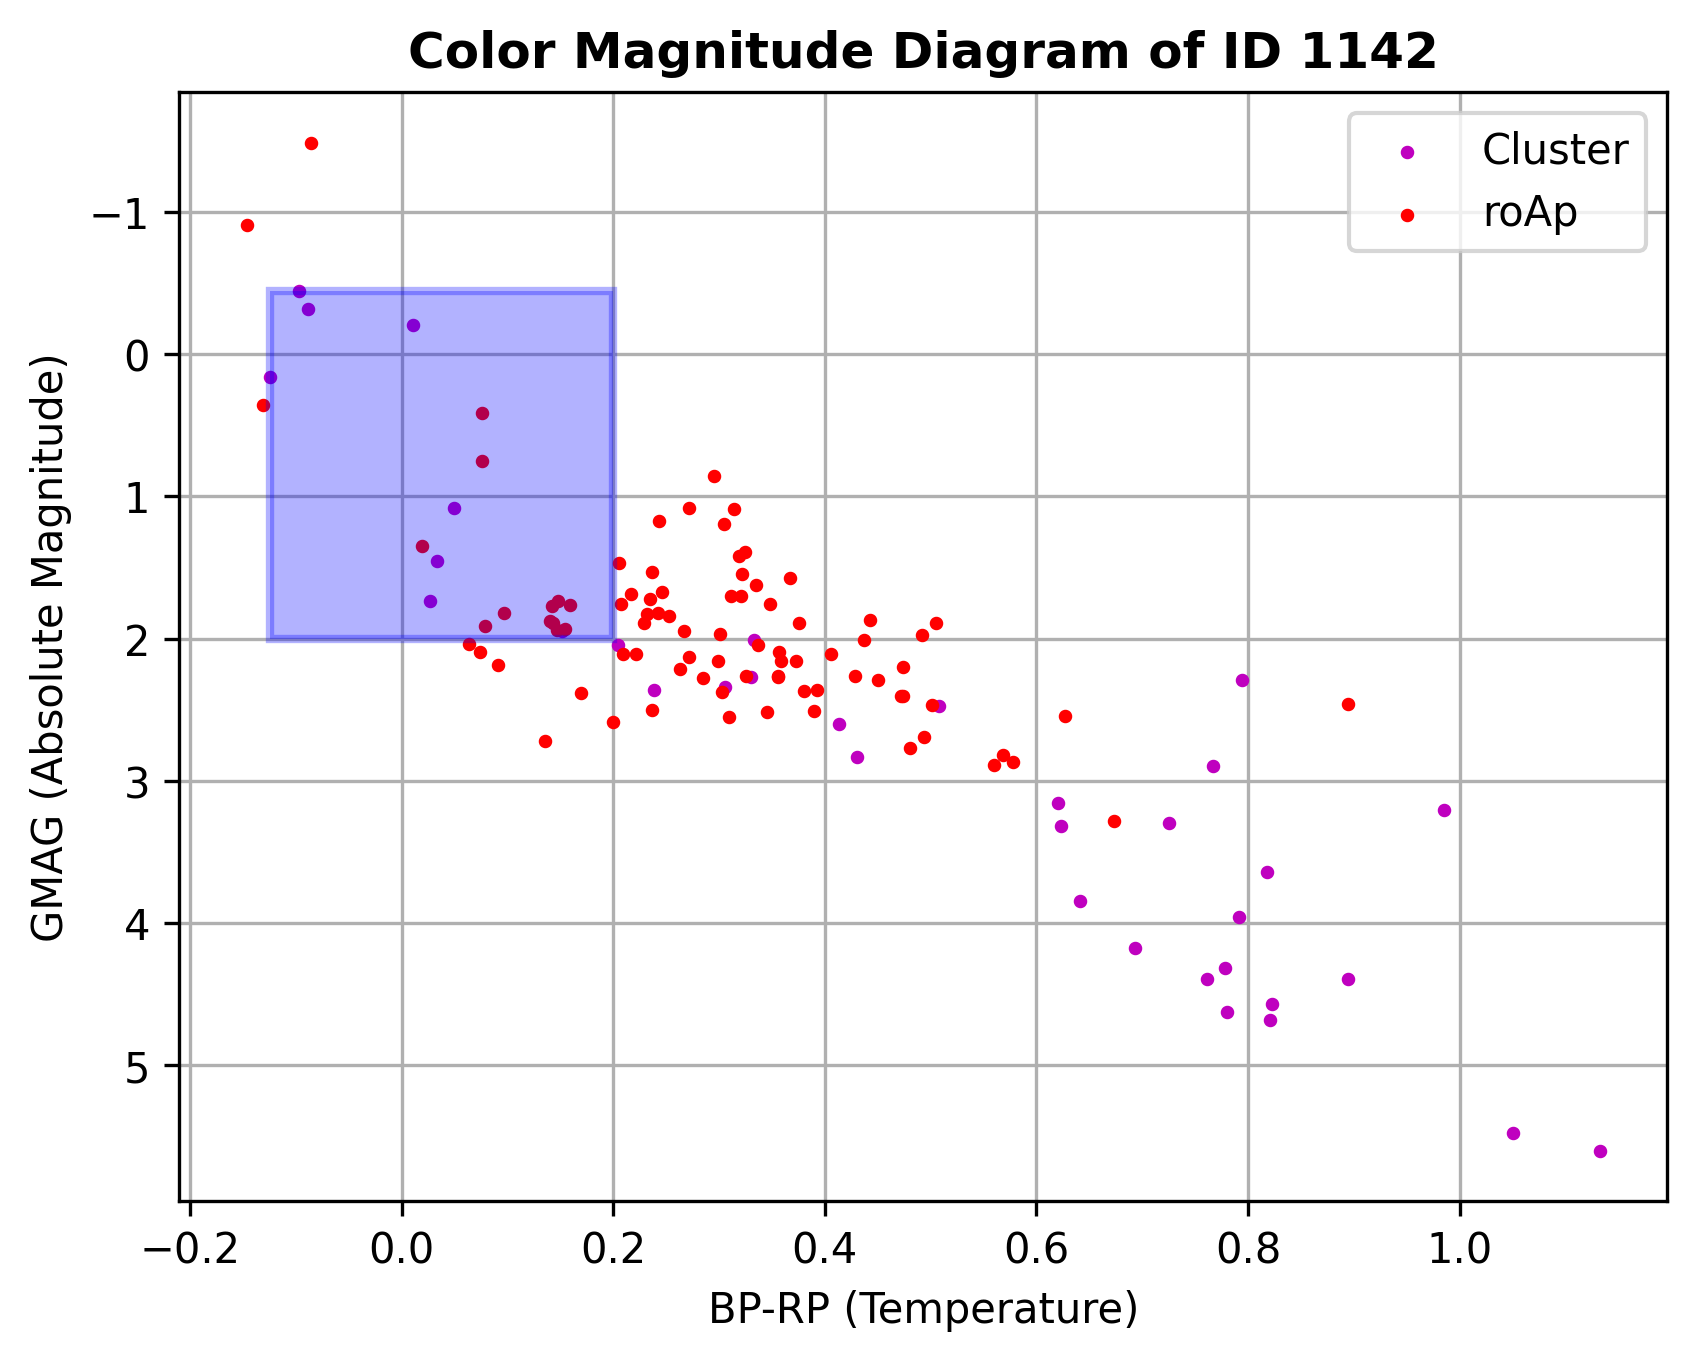 Color Magnitude Diagram of ID 1142
Cluster
roAp
GMAG (Absolute Magnitude)
−1
0
1
2
3
4
5
−0.2 0.0 0.2 0.4 0.6 0.8 1.0
BP-RP (Temperature)